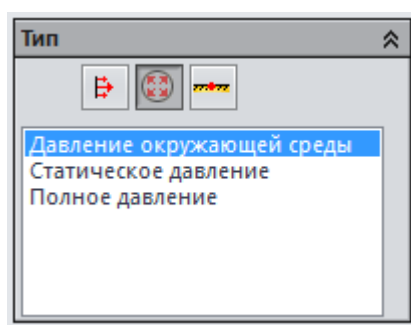 Тип
Давление окружающей среды
Статическое давление
Полное давление